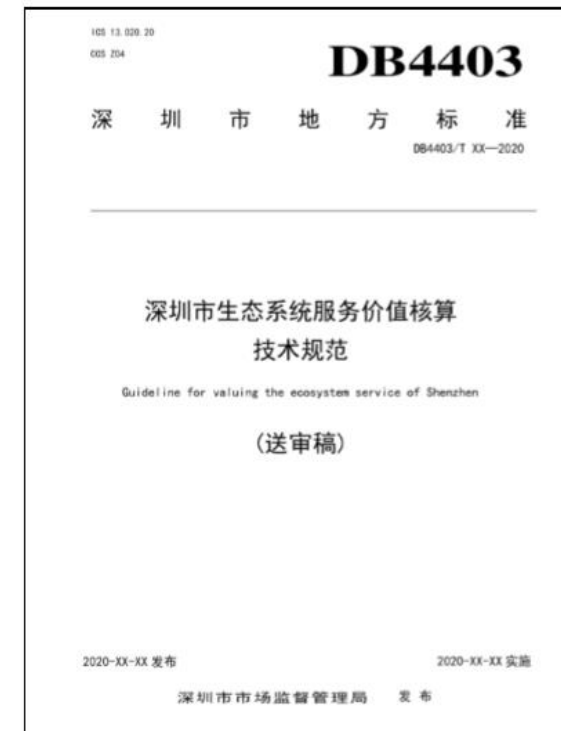 ICS 13.020.20
CCS Z04
DB4403
深圳市地方标准
DB4403/T XX—2020
深圳市生态系统服务价值核算
技术规范
Guideline for valuing the ecosystem service of Shenzhen
(送审稿)
2020-XX-XX 发布
2020-XX-XX 实施
深圳市市场监督管理局 发布